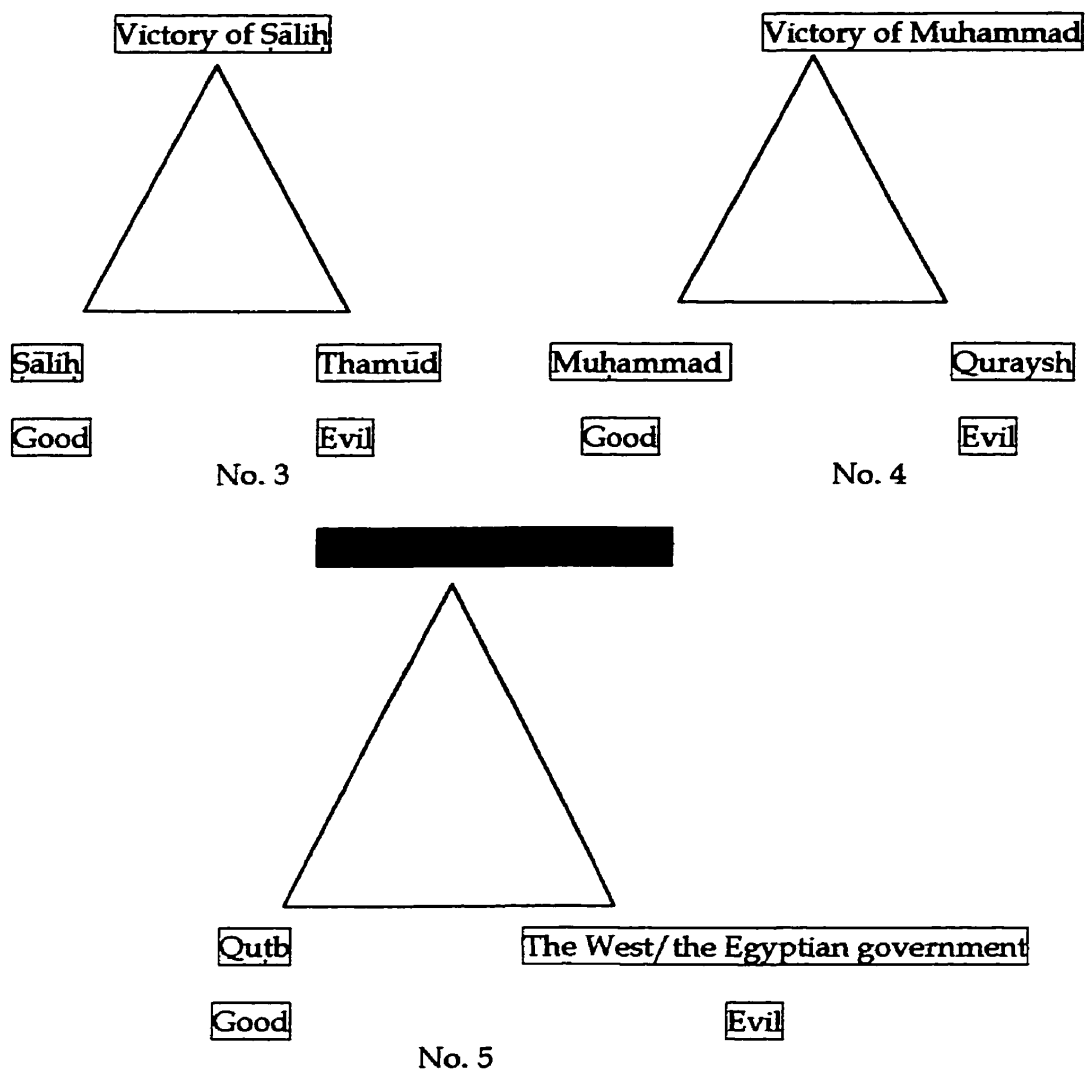 Victory of Ṣāliḥ
Victory of Muhammad
Ṣāliḥ
Thamūd
Muḥammad
Quraysh
Good
Evil
Good
Evil
No. 3
No. 4
Quṭb
The West/the Egyptian government
Good
Evil
No. 5